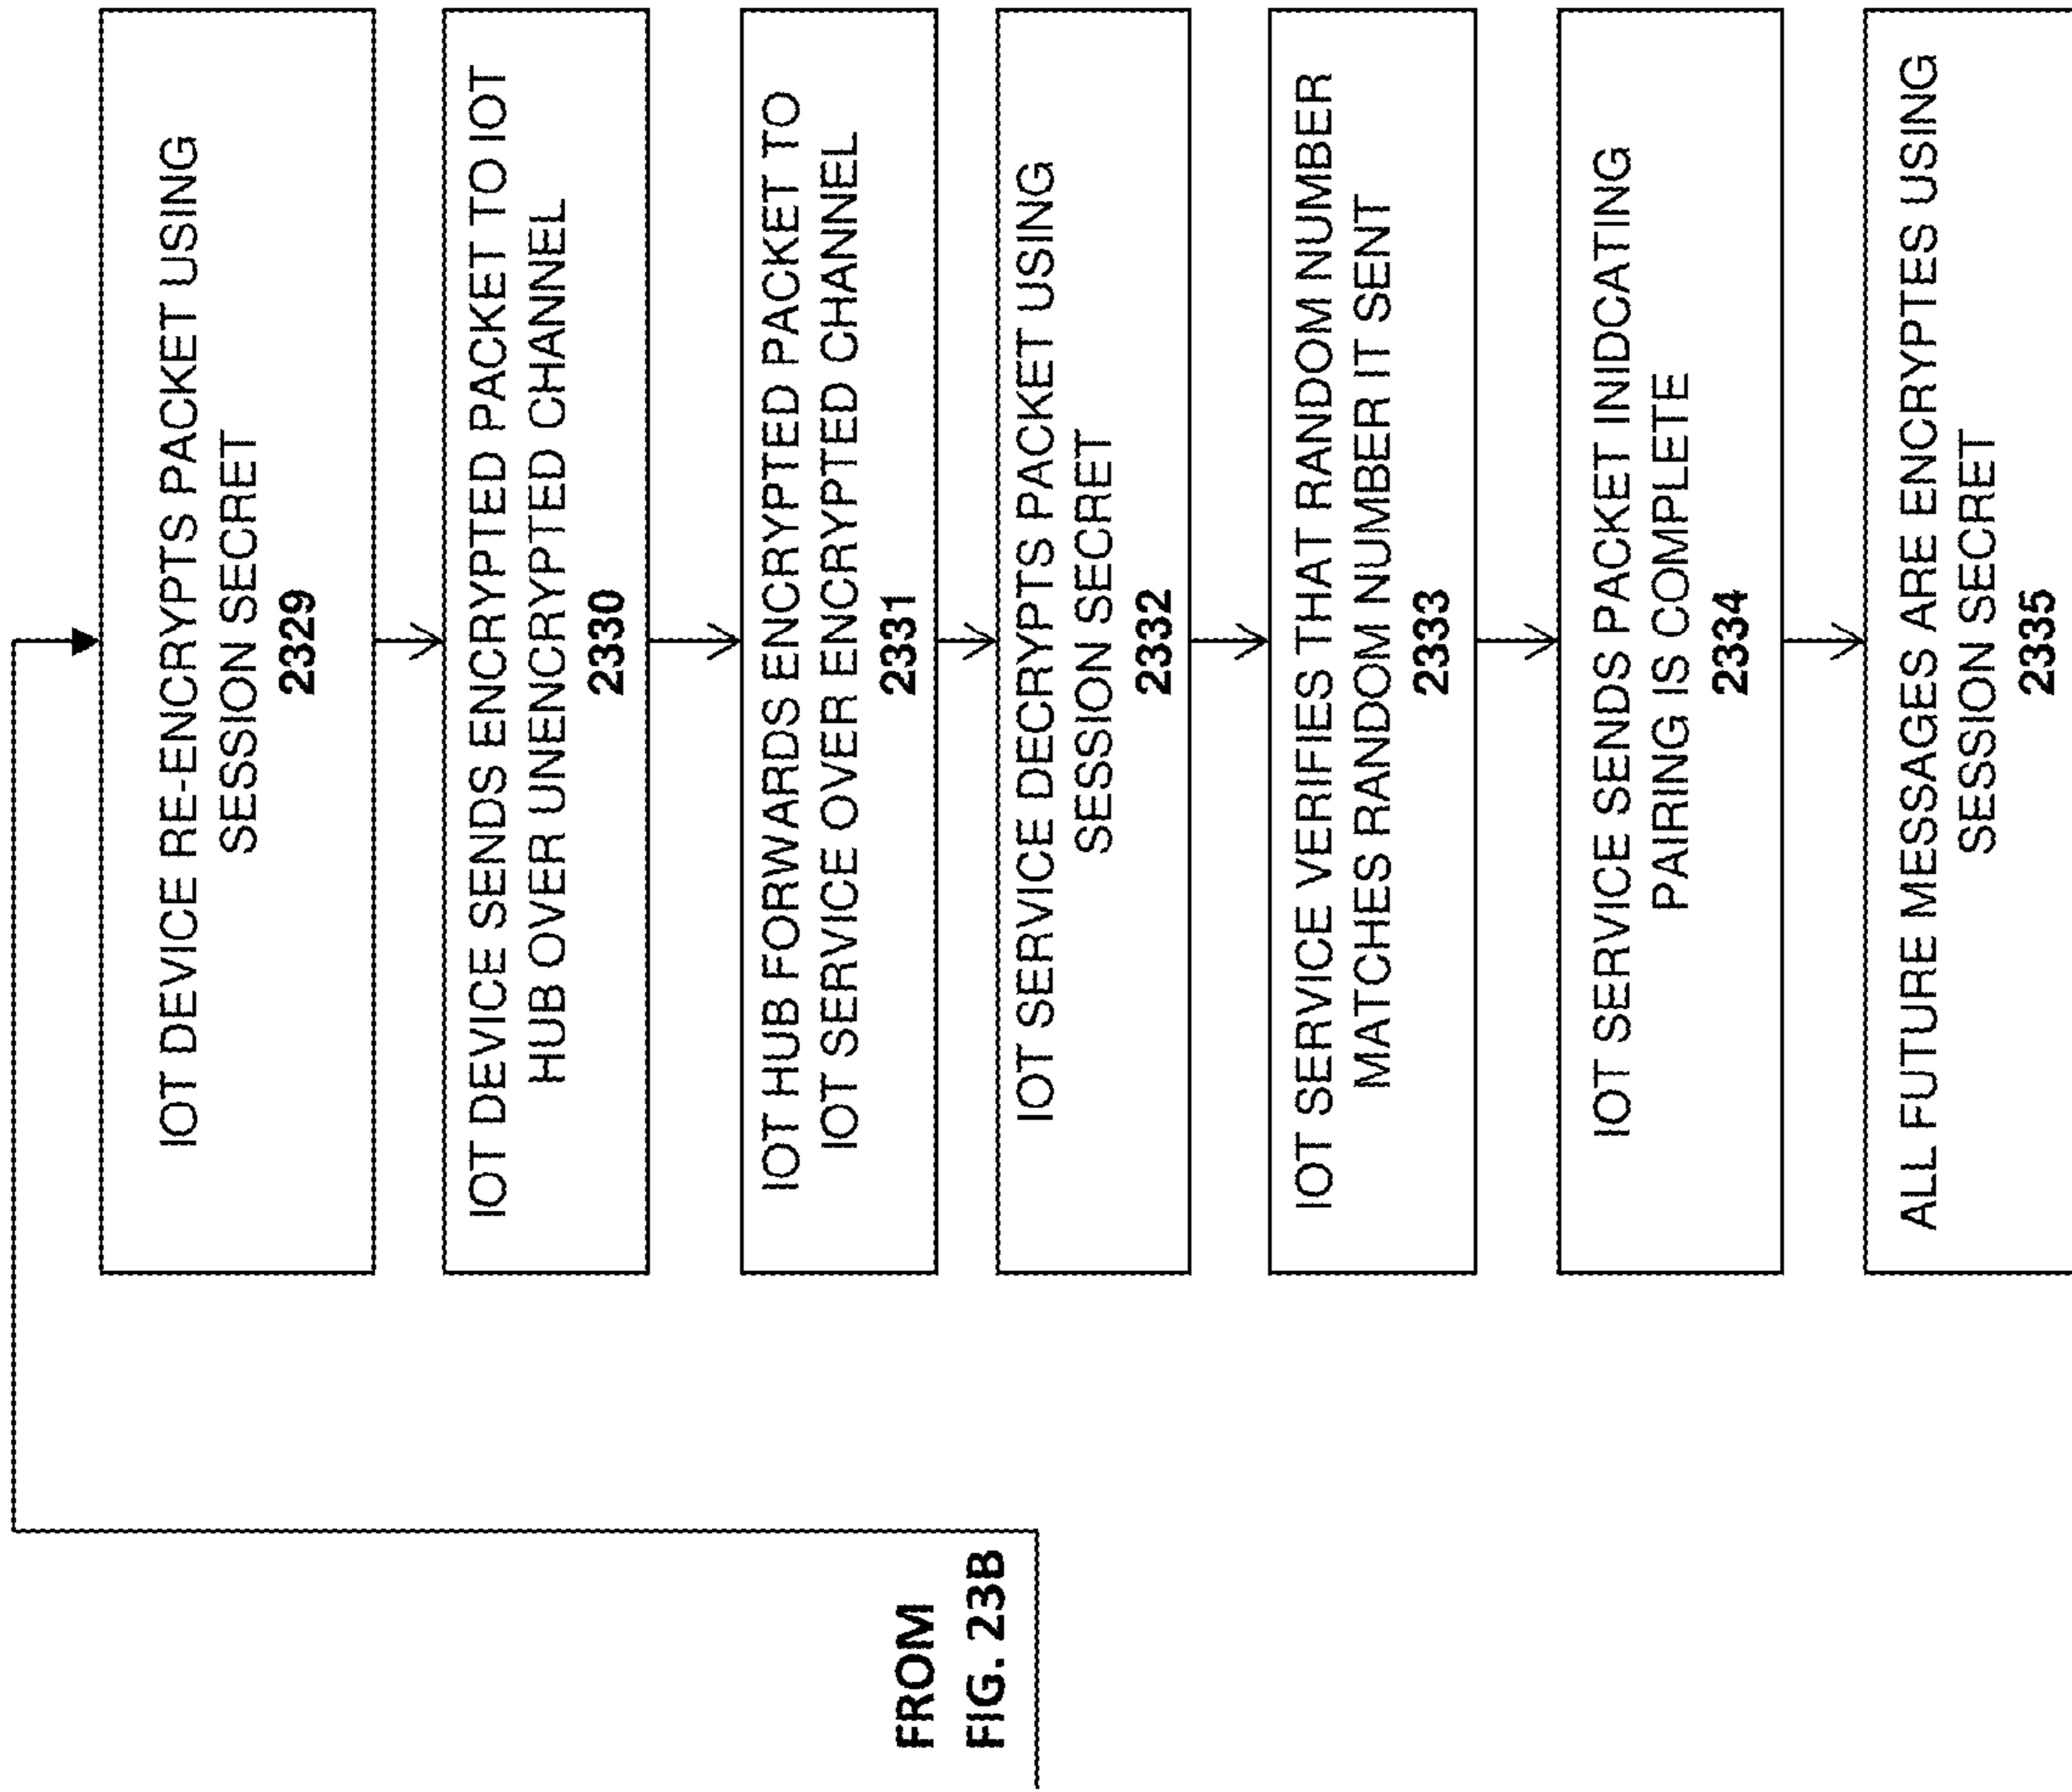 FROM
FIG. 23B
IOT DEVICE RE-ENCRYPTS PACKET USING
SESSION SECRET
2329
IOT DEVICE SENDS ENCRYPTED PACKET TO IOT
HUB OVER UNENCRYPTED CHANNEL
2330
IOT HUB FORWARDS ENCRYPTED PACKET TO
IOT SERVICE OVER ENCRYPTED CHANNEL
2331
IOT SERVICE DECRYPTS PACKET USING
SESSION SECRET
2332
IOT SERVICE VERIFIES THAT RANDOM NUMBER
MATCHES RANDOM NUMBER IT SENT
2333
IOT SERVICE SENDS PACKET INIDCATING
PAIRING IS COMPLETE
2334
ALL FUTURE MESSAGES ARE ENCRYPTES USING
SESSION SECRET
2335